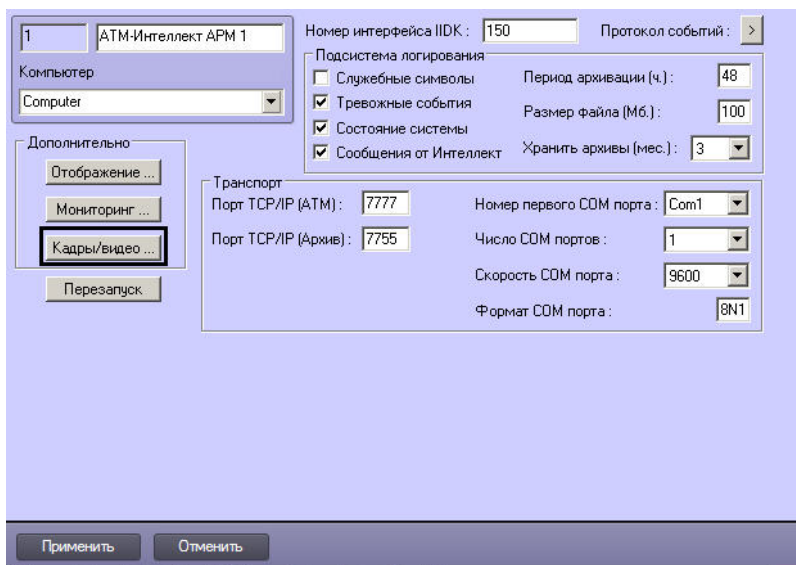 1 АТМ-Интеллект АРМ 1
Компьютер
Computer
Номер интерфейса IIDK : 150 Протокол событий : >
Подсистема логирования
Служебные символы
Тревожные события
Состояние системы
Сообщения от Интеллект
Период архивации (ч.) : 48
Размер файла (Мб.) : 100
Хранить архивы (мес.) : 3
Дополнительно
Отображение ...
Мониторинг ...
Кадры/видео ...
Перезапуск
Транспорт
Порт TCP/IP (АТМ) : 7777
Порт TCP/IP (Архив) : 7755
Номер первого COM порта : Com1
Число COM портов : 1
Скорость COM порта : 9600
Формат COM порта : 8N1
Применить Отменить